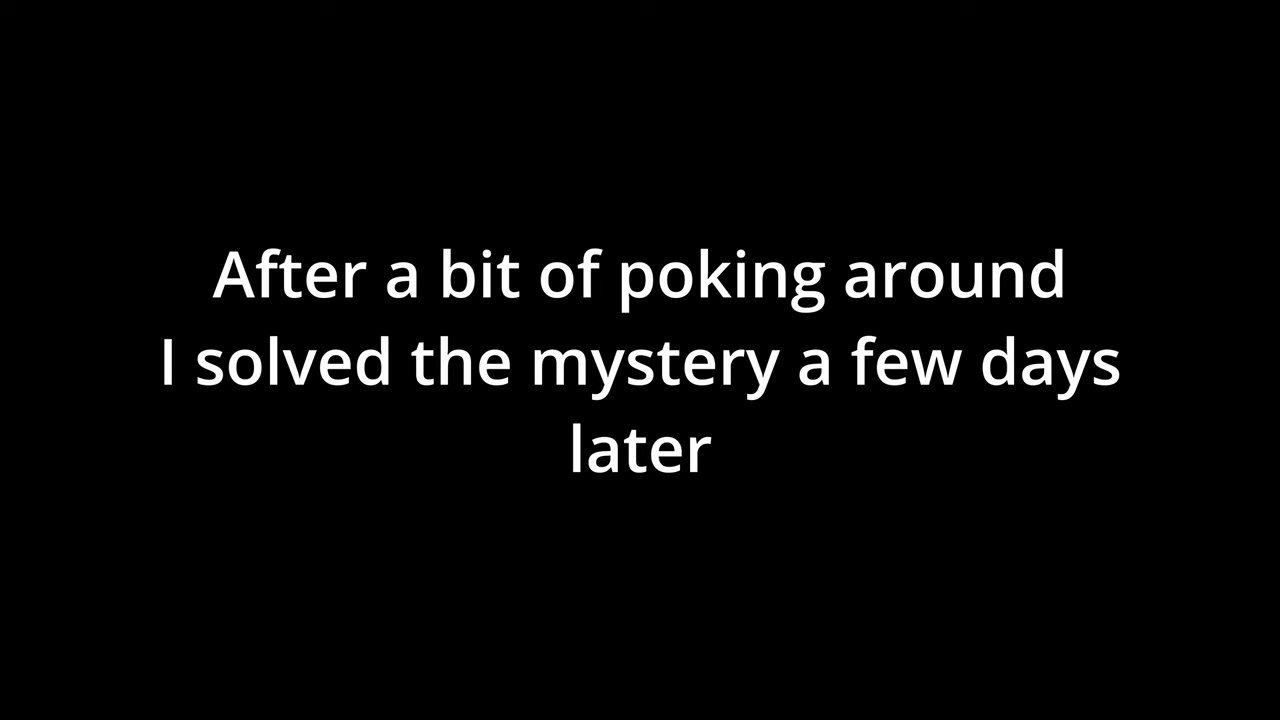 After a bit of poking around
I solved the mystery a few days
later